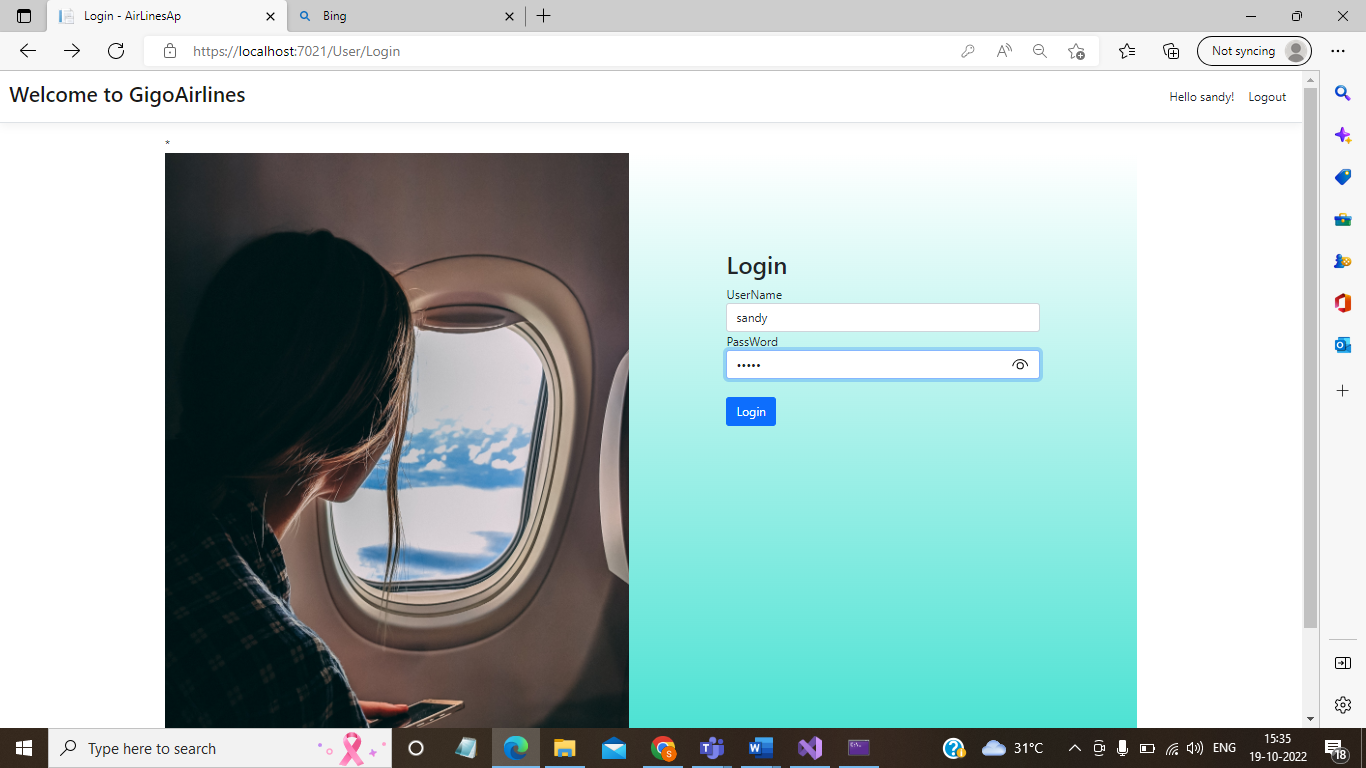 Login - AirLinesAp
Bing
https://localhost:7021/User/Login
Not syncing
Welcome to GigoAirlines
Hello sandy!
Logout
*
Login
UserName
sandy
PassWord
•••••
Login
Type here to search
31°C
ENG
15:35
19-10-2022
18